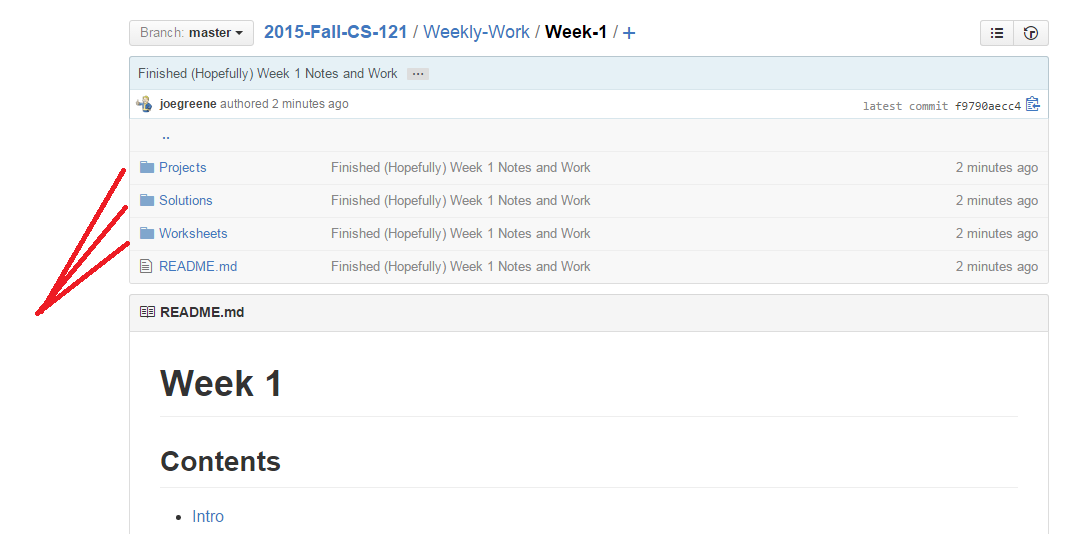 Branch: master 2015-Fall-CS-121 / Weekly-Work / Week-1 / +
Finished (Hopefully) Week 1 Notes and Work ...
joegreene authored 2 minutes ago latest commit f9790aecc4
..
Projects Finished (Hopefully) Week 1 Notes and Work 2 minutes ago
Solutions Finished (Hopefully) Week 1 Notes and Work 2 minutes ago
Worksheets Finished (Hopefully) Week 1 Notes and Work 2 minutes ago
README.md Finished (Hopefully) Week 1 Notes and Work 2 minutes ago
README.md
Week 1
Contents
• Intro